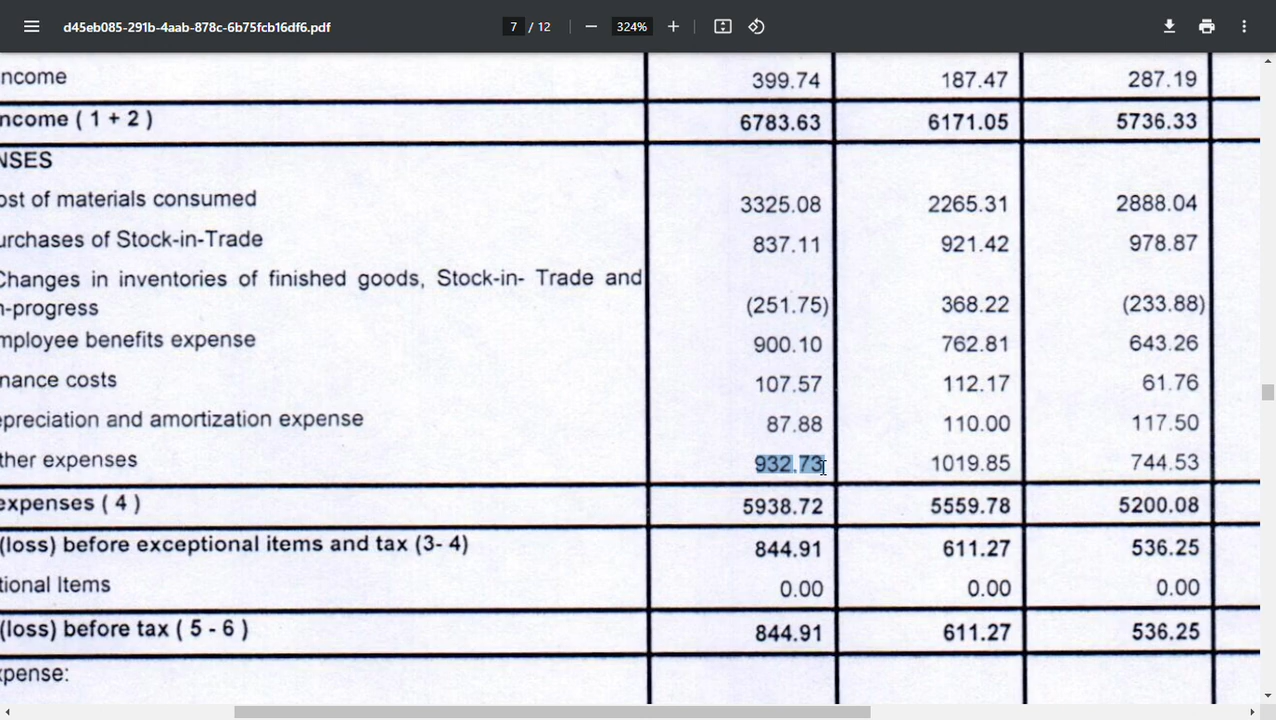 d45eb085-291b-4aab-878c-6b75fcb16df6.pdf 7 / 12 324%
ncome 399.74 187.47 287.19
ncome ( 1 + 2 ) 6783.63 6171.05 5736.33
NSES
ost of materials consumed 3325.08 2265.31 2888.04
urchases of Stock-in-Trade 837.11 921.42 978.87
Changes in inventories of finished goods, Stock-in- Trade and
n-progress (251.75) 368.22 (233.88)
mployee benefits expense 900.10 762.81 643.26
nance costs 107.57 112.17 61.76
epreciation and amortization expense 87.88 110.00 117.50
ther expenses 932.73 1019.85 744.53
expenses ( 4 ) 5938.72 5559.78 5200.08
(loss) before exceptional items and tax (3- 4) 844.91 611.27 536.25
tional Items 0.00 0.00 0.00
(loss) before tax ( 5 - 6 ) 844.91 611.27 536.25
xpense: